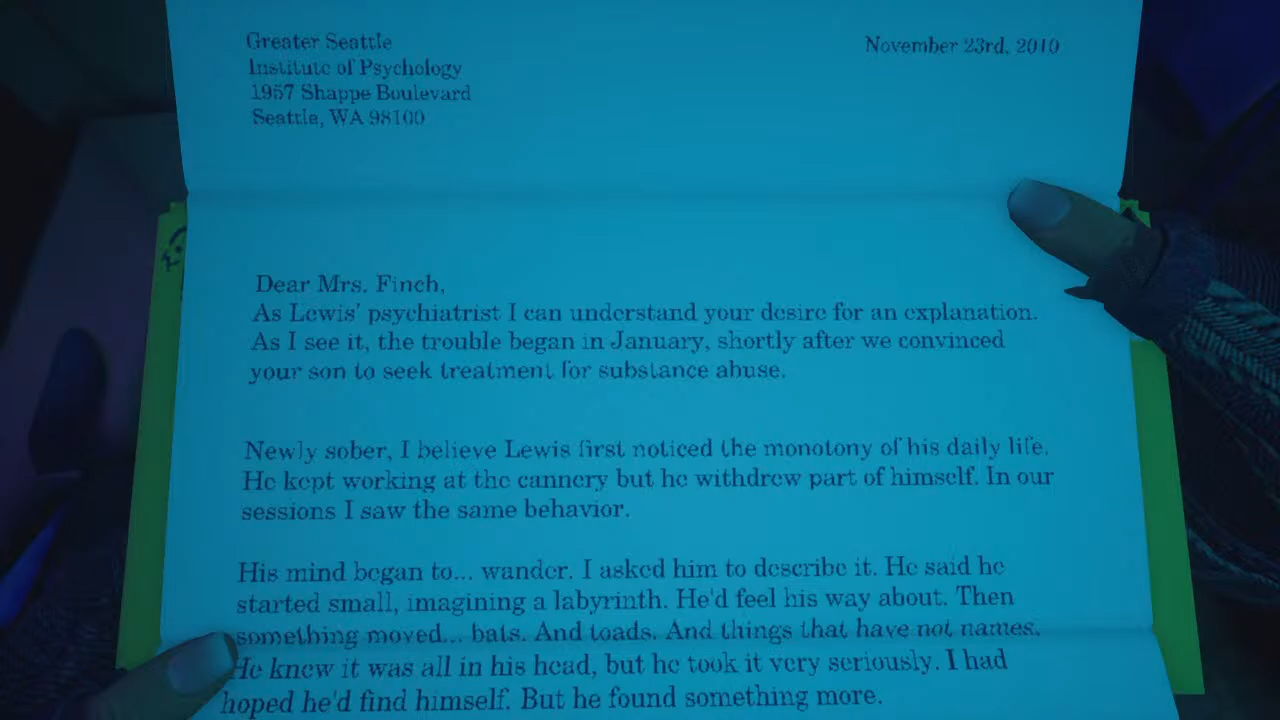 Greater Seattle
November 23rd, 2010
Institute of Psychology
1957 Shappe Boulevard
Seattle, WA 98100
Dear Mrs. Finch,
As Lewis' psychiatrist I can understand your desire for an explanation.
As I see it, the trouble began in January, shortly after we convinced
your son to seek treatment for substance abuse.
Newly sober, I believe Lewis first noticed the monotony of his daily life.
He kept working at the cannery but he withdrew part of himself. In our
sessions I saw the same behavior.
His mind began to... wander. I asked him to describe it. He said he
started small, imagining a labyrinth. He'd feel his way about. Then
something moved... bats. And toads. And things that have not names.
He knew it was all in his head, but he took it very seriously. I had
hoped he'd find himself. But he found something more.